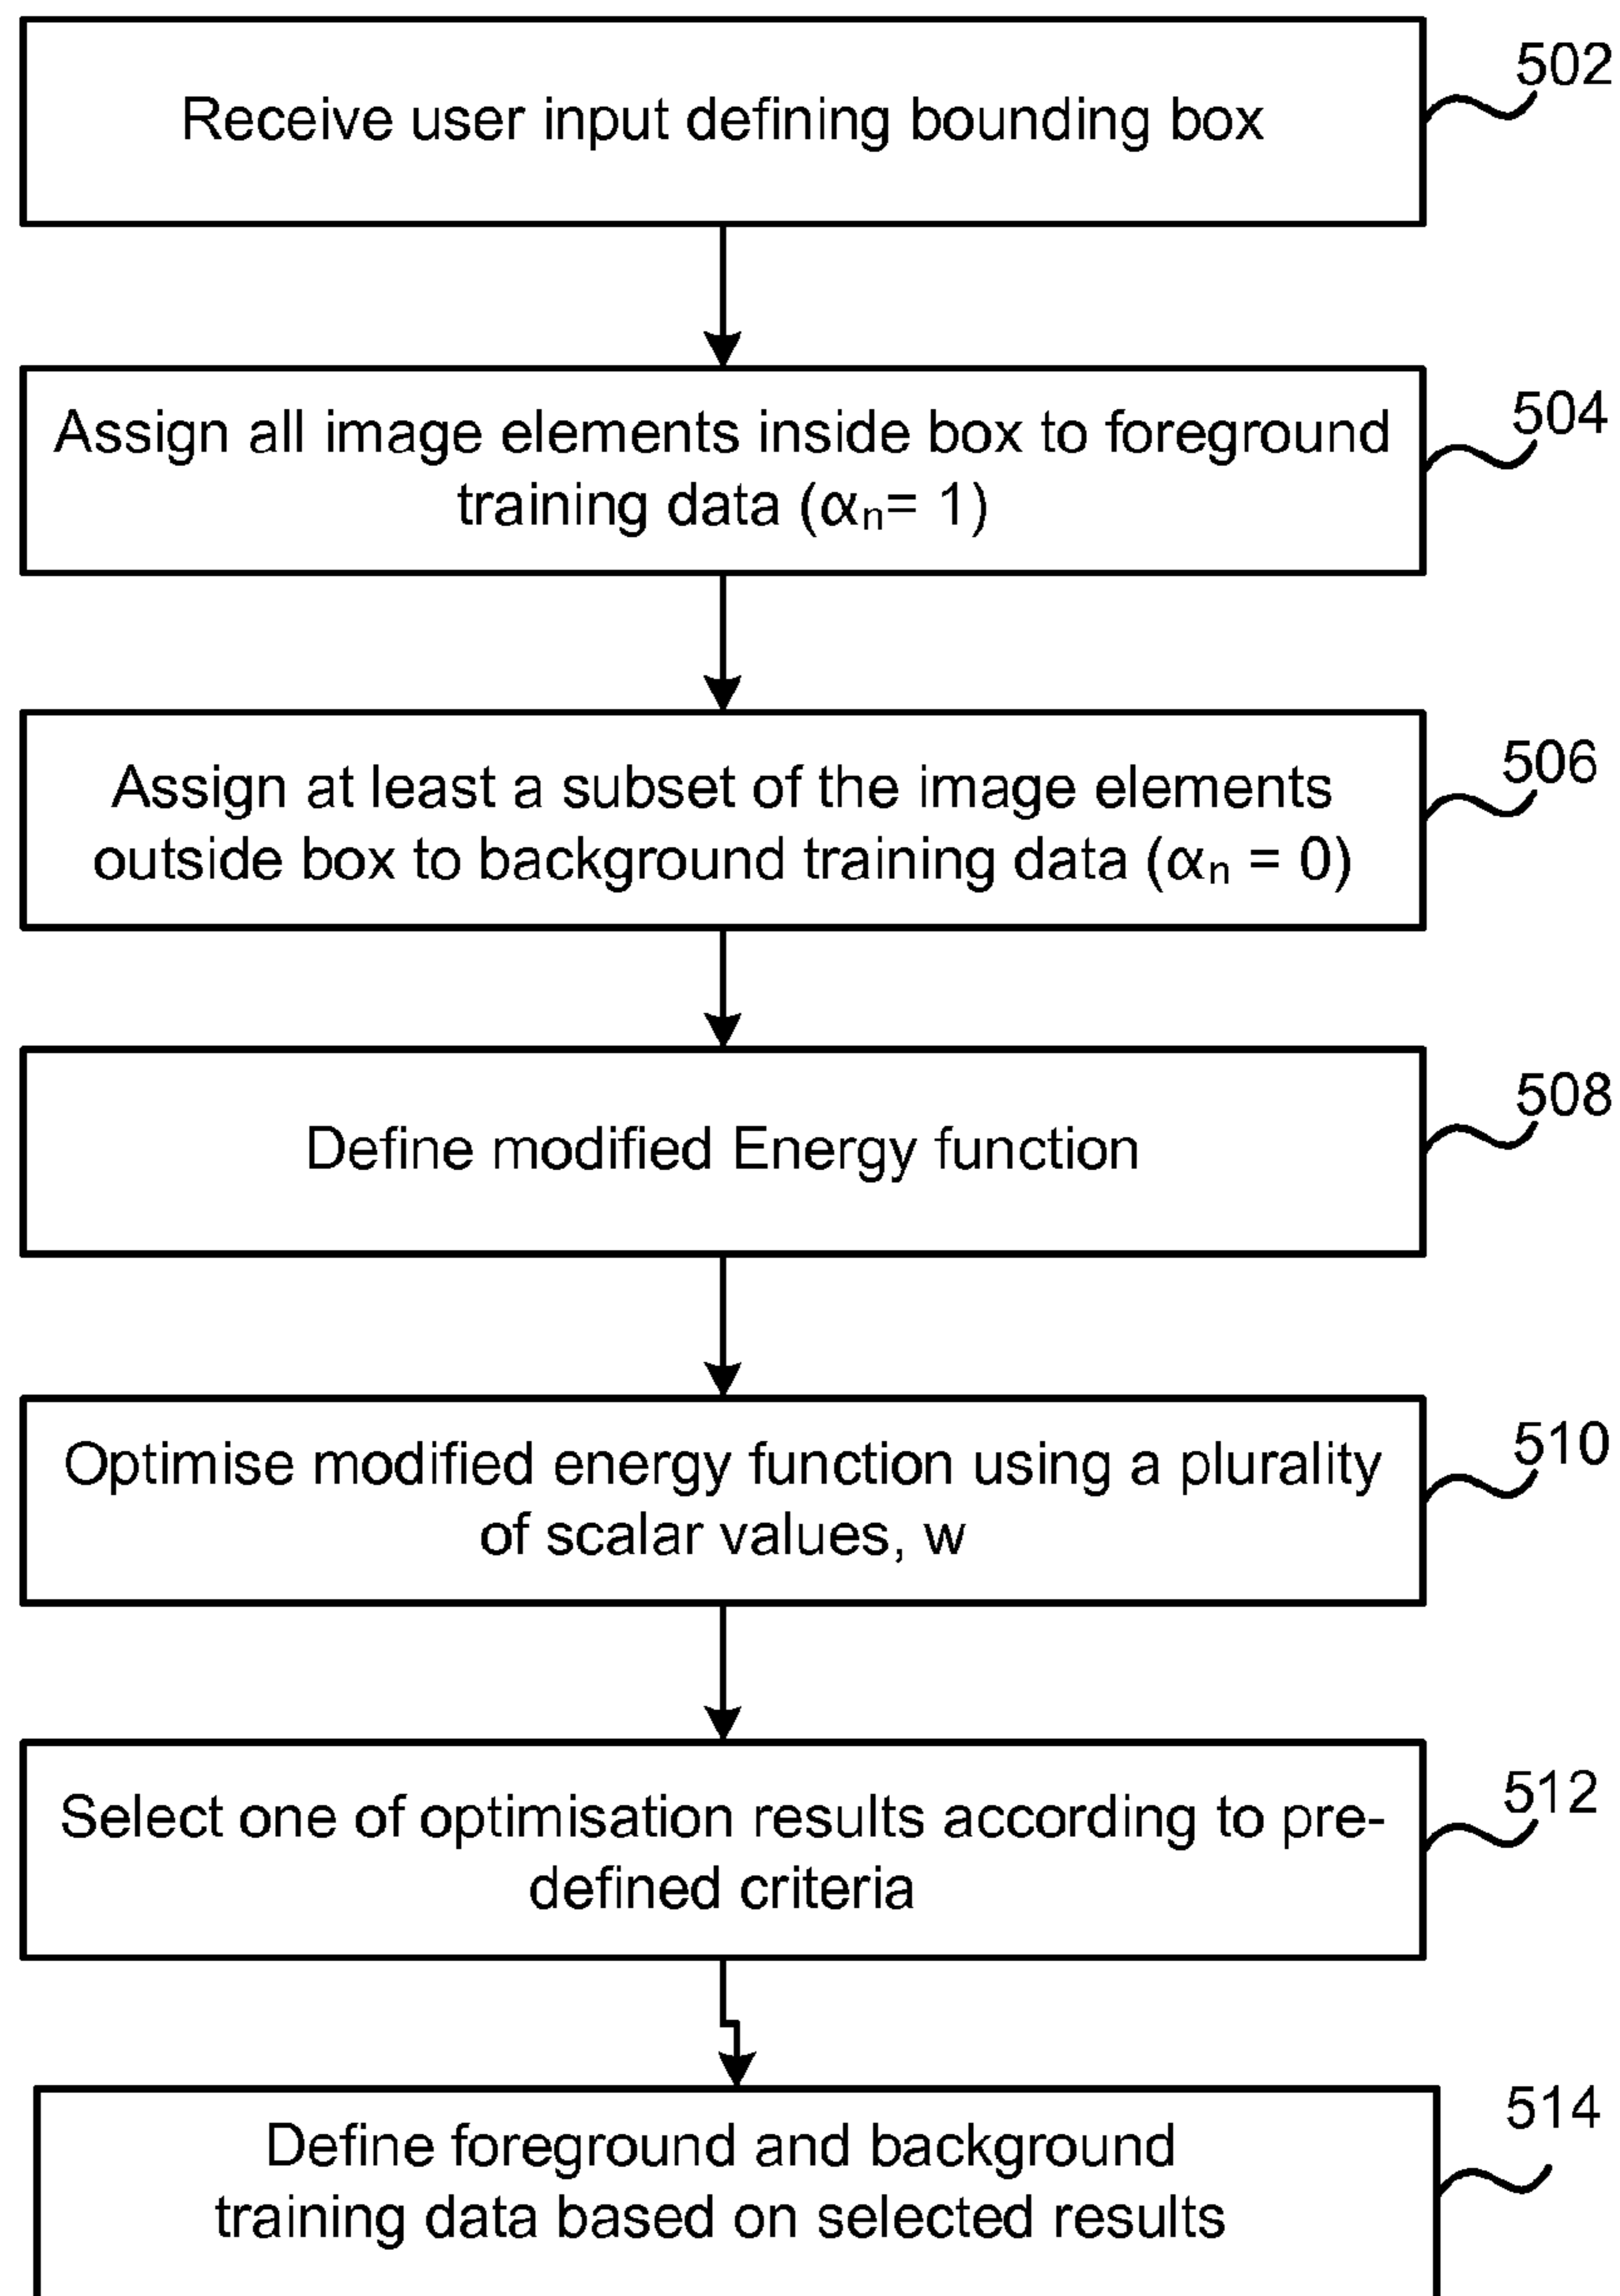 502
Receive user input defining bounding box
504
Assign all image elements inside box to foreground
training data (αₙ= 1)
506
Assign at least a subset of the image elements
outside box to background training data (αₙ = 0)
508
Define modified Energy function
510
Optimise modified energy function using a plurality
of scalar values, w
512
Select one of optimisation results according to pre-
defined criteria
514
Define foreground and background
training data based on selected results